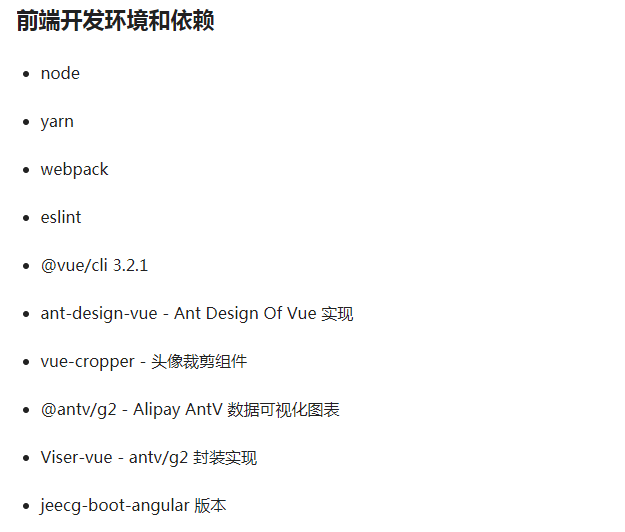 前端开发环境和依赖
node
yarn
webpack
eslint
@vue/cli 3.2.1
ant-design-vue - Ant Design Of Vue 实现
vue-cropper - 头像裁剪组件
@antv/g2 - Alipay AntV 数据可视化图表
Viser-vue - antv/g2 封装实现
jeecg-boot-angular 版本